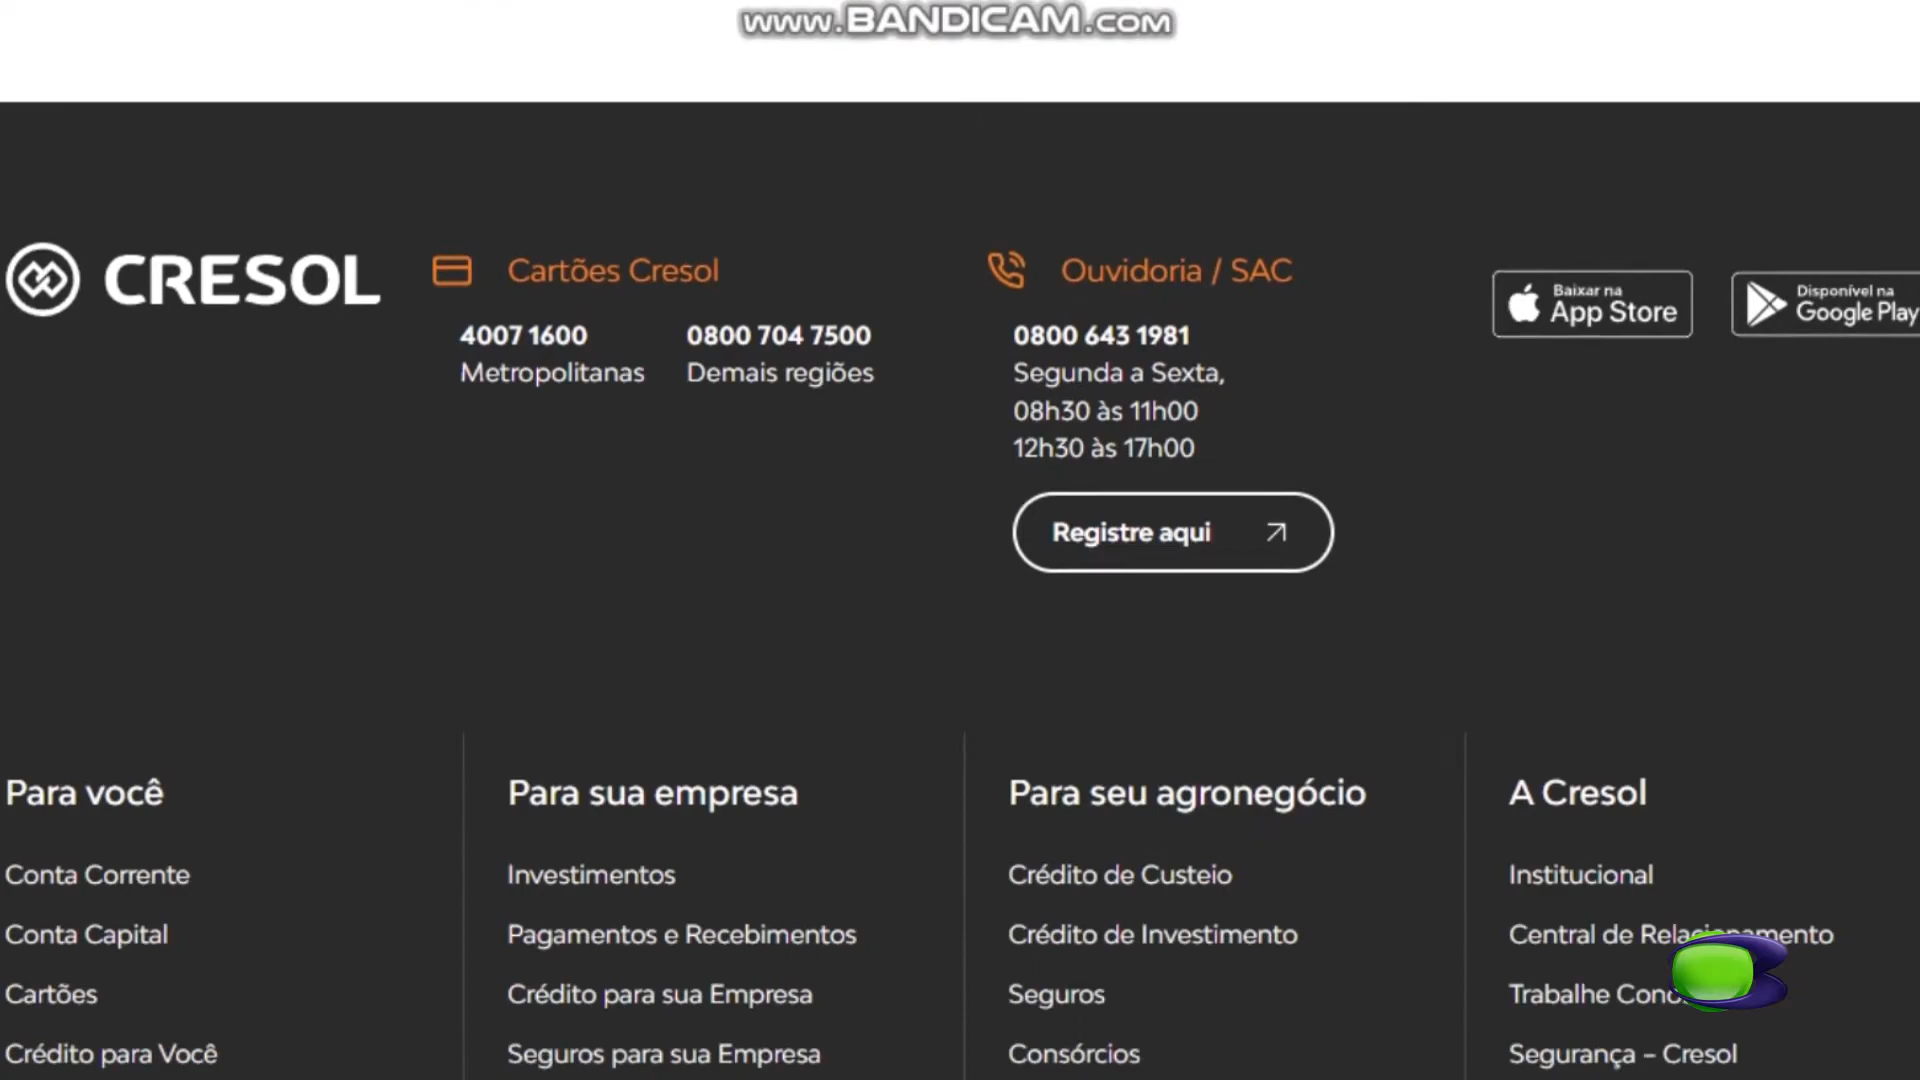 www.BANDICAM.com
CRESOL
Cartões Cresol
4007 1600
Metropolitanas
0800 704 7500
Demais regiões
Ouvidoria / SAC
0800 643 1981
Segunda a Sexta,
08h30 às 11h00
12h30 às 17h00
Registre aqui
Baixar na
App Store
Disponível na
Google Play
Para você
Conta Corrente
Conta Capital
Cartões
Crédito para Você
Para sua empresa
Investimentos
Pagamentos e Recebimentos
Crédito para sua Empresa
Seguros para sua Empresa
Para seu agronegócio
Crédito de Custeio
Crédito de Investimento
Seguros
Consórcios
A Cresol
Institucional
Central de Relacionamento
Trabalhe
Segurança – Cresol